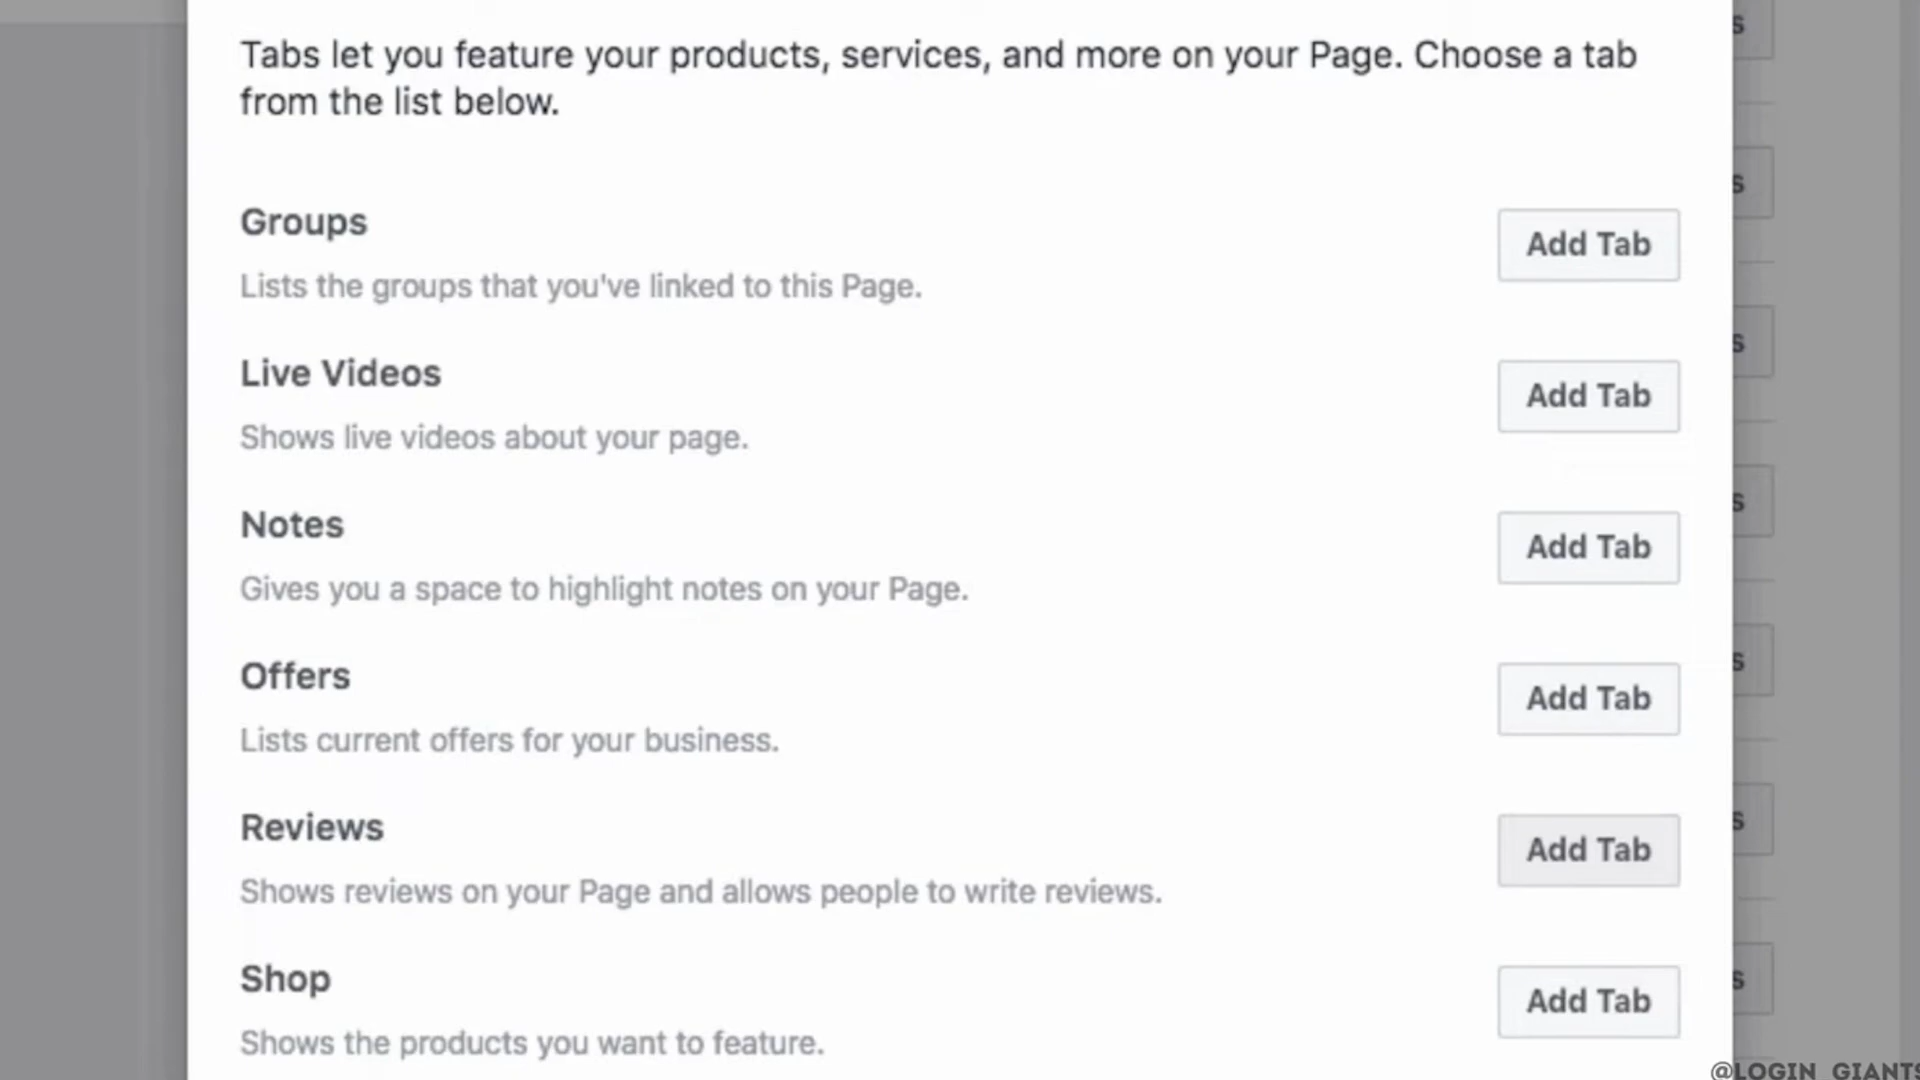 Tabs let you feature your products, services, and more on your Page. Choose a tab
from the list below.
Groups
Add Tab
Lists the groups that you've linked to this Page.
Live Videos
Add Tab
Shows live videos about your page.
Notes
Add Tab
Gives you a space to highlight notes on your Page.
Offers
Add Tab
Lists current offers for your business.
Reviews
Add Tab
Shows reviews on your Page and allows people to write reviews.
Shop
Add Tab
Shows the products you want to feature.
@LOGIN_GIANTS